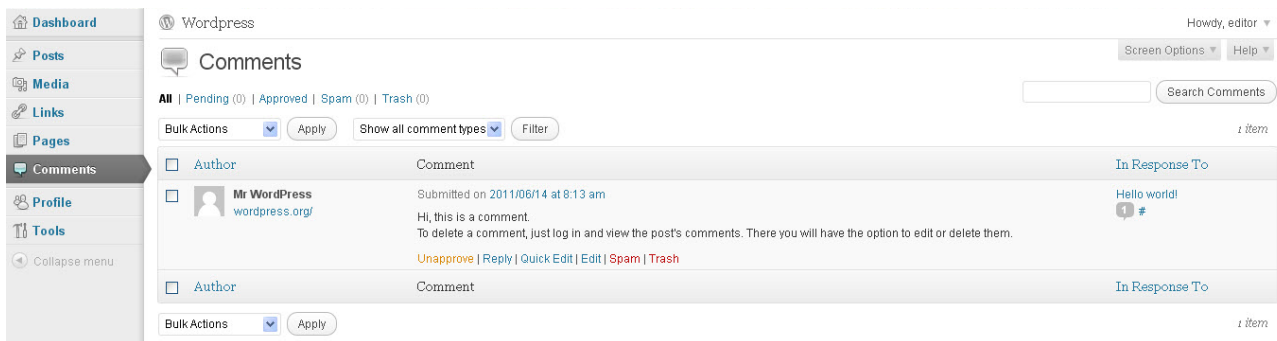 Dashboard
Posts
Media
Links
Pages
Comments
Profile
Tools
Collapse menu
Wordpress
Howdy, editor
Screen Options
Help
Comments
All | Pending (0) | Approved | Spam (0) | Trash (0)
Search Comments
Bulk Actions Apply Show all comment types Filter 1 item
Author Comment In Response To
Mr WordPress Submitted on 2011/06/14 at 8:13 am Hello world!
wordpress.org/ 1 #
Hi, this is a comment.
To delete a comment, just log in and view the post's comments. There you will have the option to edit or delete them.
Unapprove | Reply | Quick Edit | Edit | Spam | Trash
Author Comment In Response To
Bulk Actions Apply 1 item